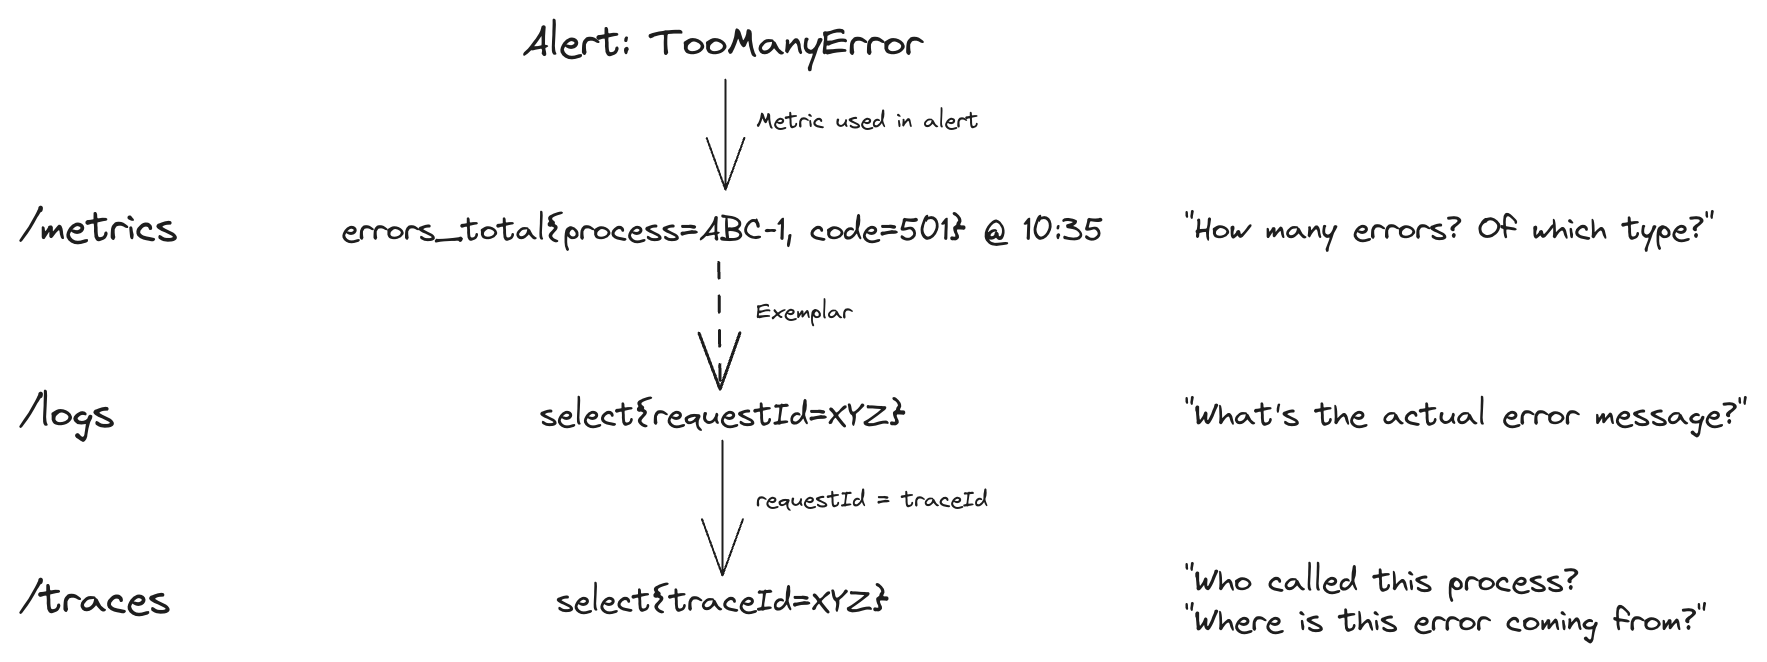 Alert: TooManyError
Metric used in alert
/metrics
errors_total{process=ABC-1, code=501} @ 10:35
"How many errors? Of which type?"
Exemplar
/logs
select{requestId=XYZ}
"What's the actual error message?"
requestId = traceId
/traces
select{traceId=XYZ}
"Who called this process?
"Where is this error coming from?"